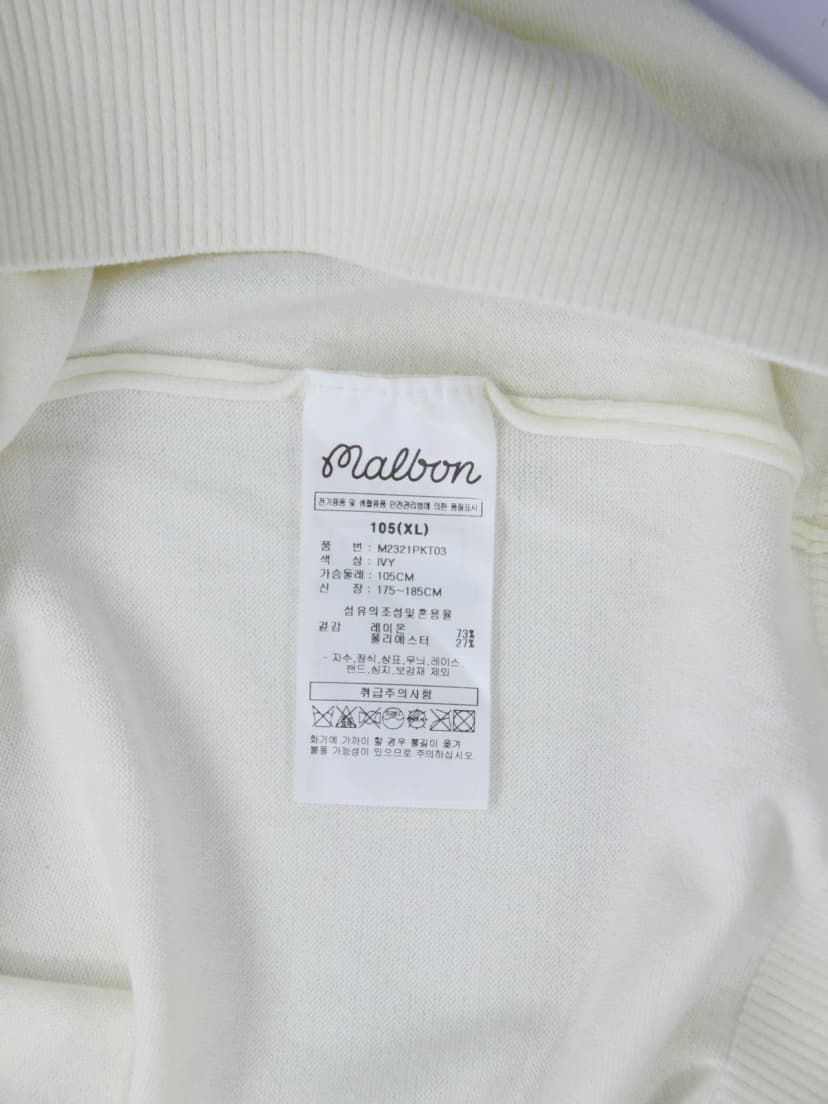 Malbon
전기용품 및 생활용품 안전관리법에 의한 품질표시
105(XL)
품 번 : M2321PKT03
색 상 : IVY
가슴둘레 : 105CM
신 장 : 175~185CM
섬유의조성및혼용율
겉감 레이온 73%
폴리에스터 27%
- 자수,장식,상표,무늬,레이스,
밴드,심지,보강재 제외
취급주의사항
화기에 가까이 할 경우 불길이 옮겨
붙을 가능성이 있으므로 주의하십시오